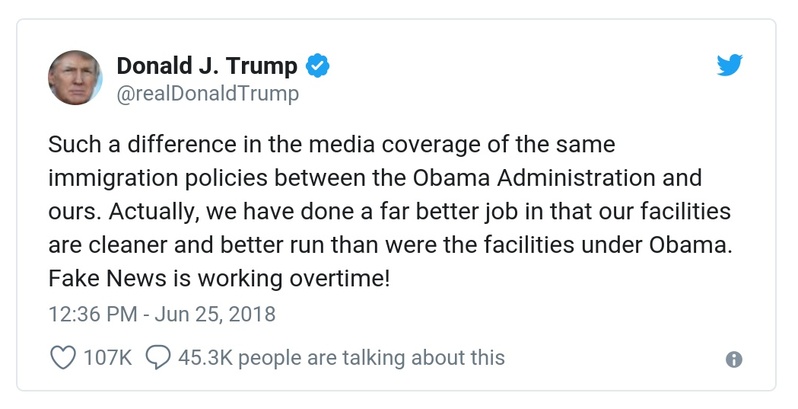 Donald J. Trump
@realDonaldTrump
Such a difference in the media coverage of the same
immigration policies between the Obama Administration and
ours. Actually, we have done a far better job in that our facilities
are cleaner and better run than were the facilities under Obama.
Fake News is working overtime!
12:36 PM - Jun 25, 2018
107K 45.3K people are talking about this